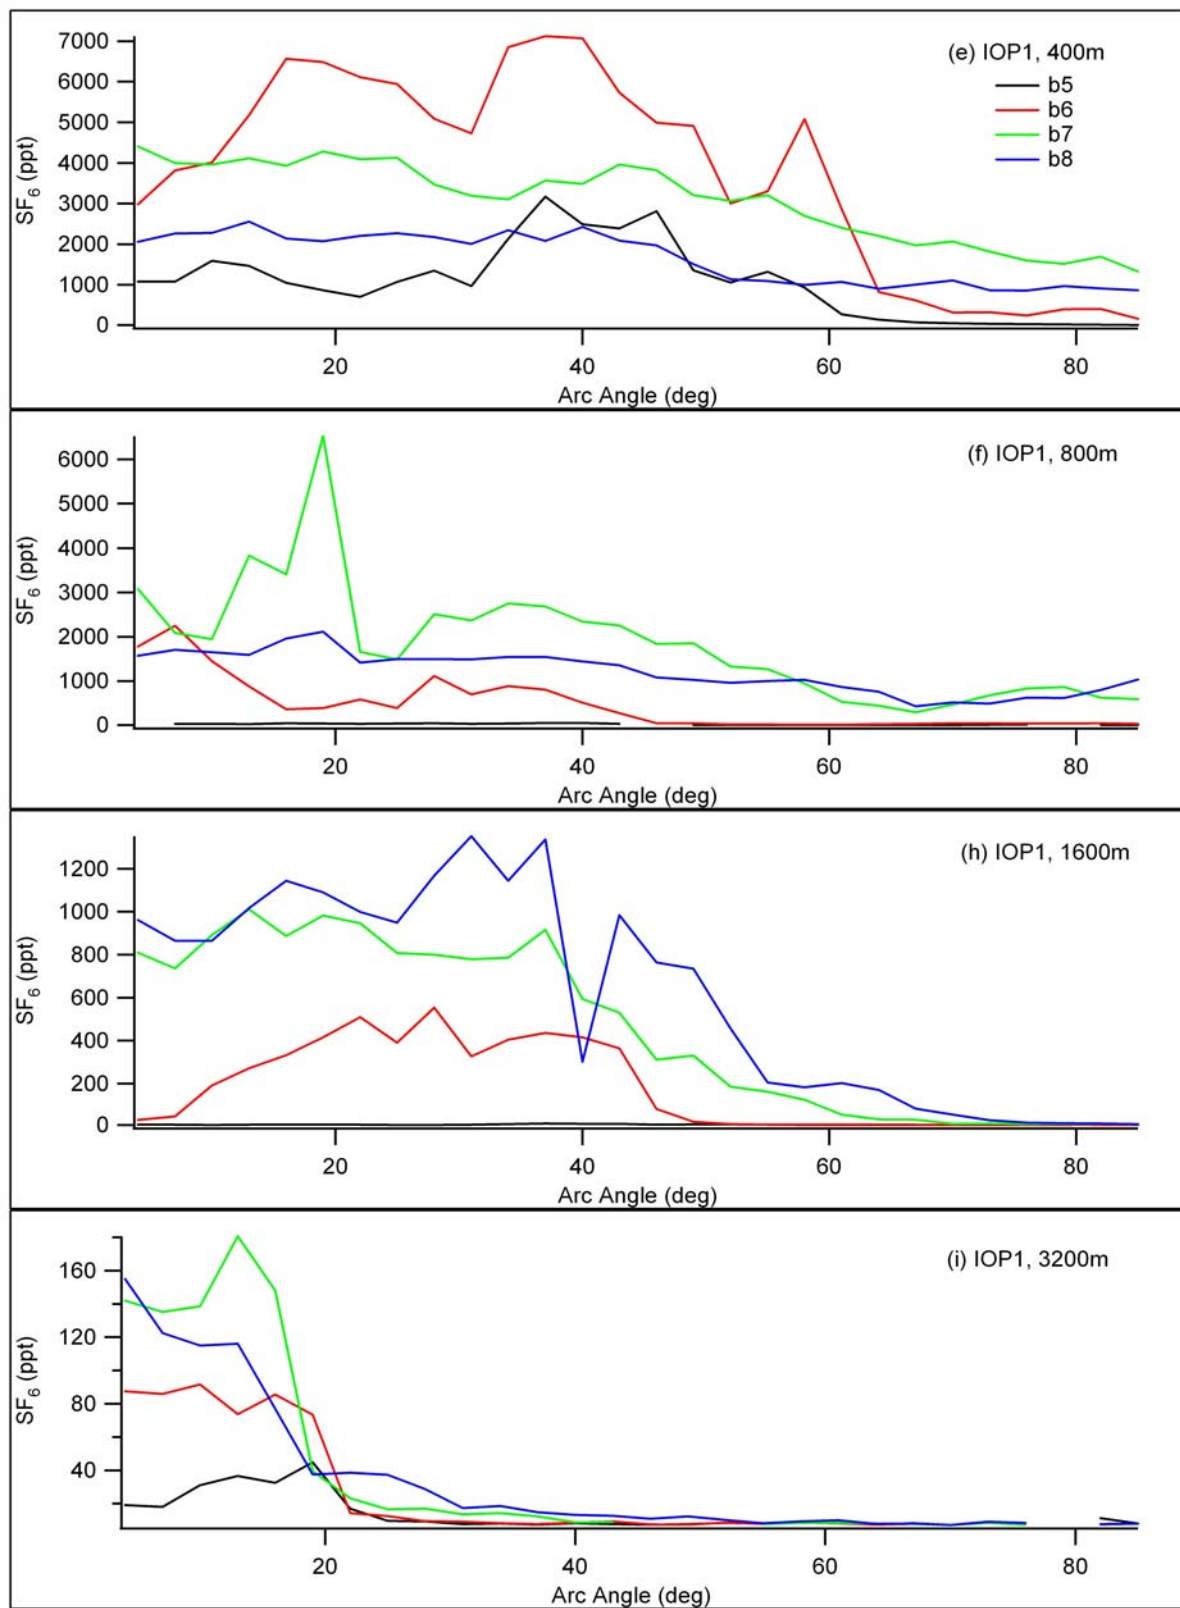 (e) IOP1, 400m
b5
b6
b7
b8
SF6 (ppt)
7000
6000
5000
4000
3000
2000
1000
0
20 40 60 80
Arc Angle (deg)
(f) IOP1, 800m
SF6 (ppt)
6000
5000
4000
3000
2000
1000
0
20 40 60 80
Arc Angle (deg)
(h) IOP1, 1600m
SF6 (ppt)
1200
1000
800
600
400
200
0
20 40 60 80
Arc Angle (deg)
(i) IOP1, 3200m
SF6 (ppt)
160
120
80
40
20 40 60 80
Arc Angle (deg)